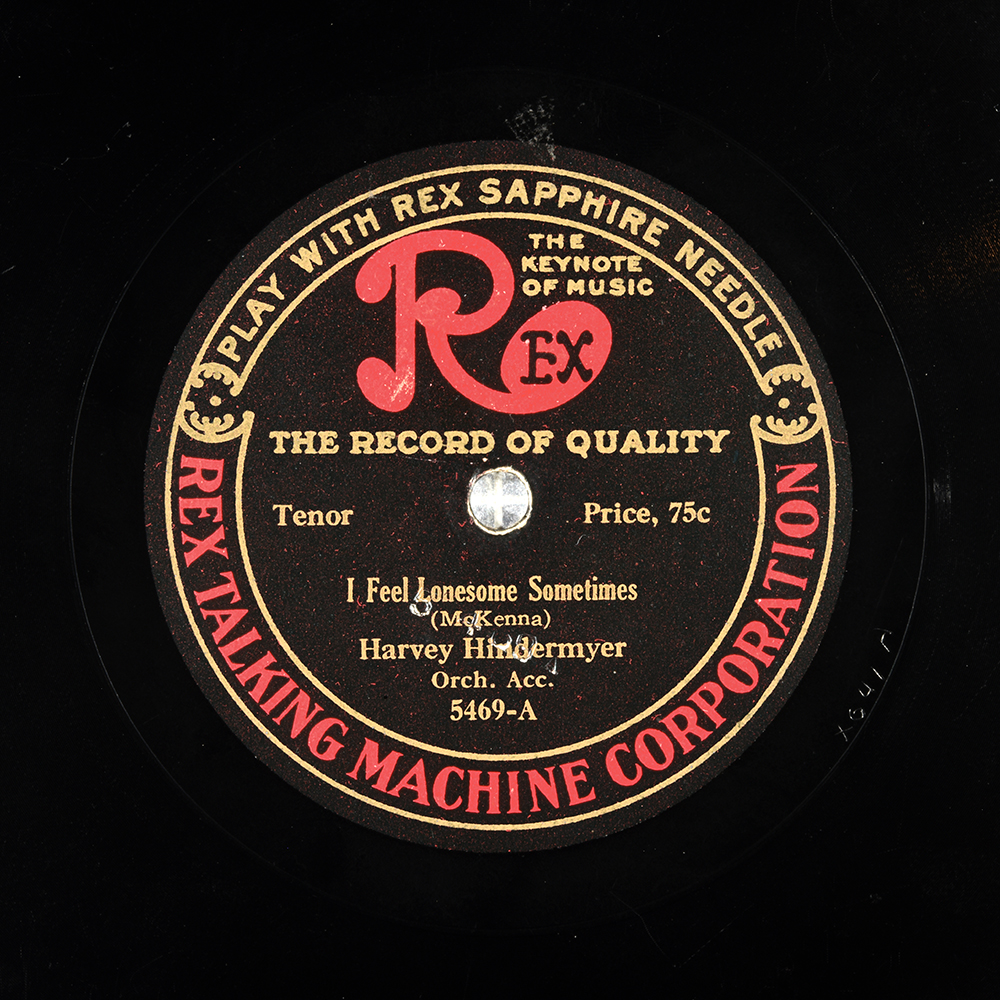 PLAY WITH REX SAPPHIRE NEEDLE
THE
KEYNOTE
OF MUSIC
REX
THE RECORD OF QUALITY
Tenor Price, 75c
I Feel Lonesome Sometimes
(McKenna)
Harvey Hindermyer
Orch. Acc.
5469-A
REX TALKING MACHINE CORPORATION